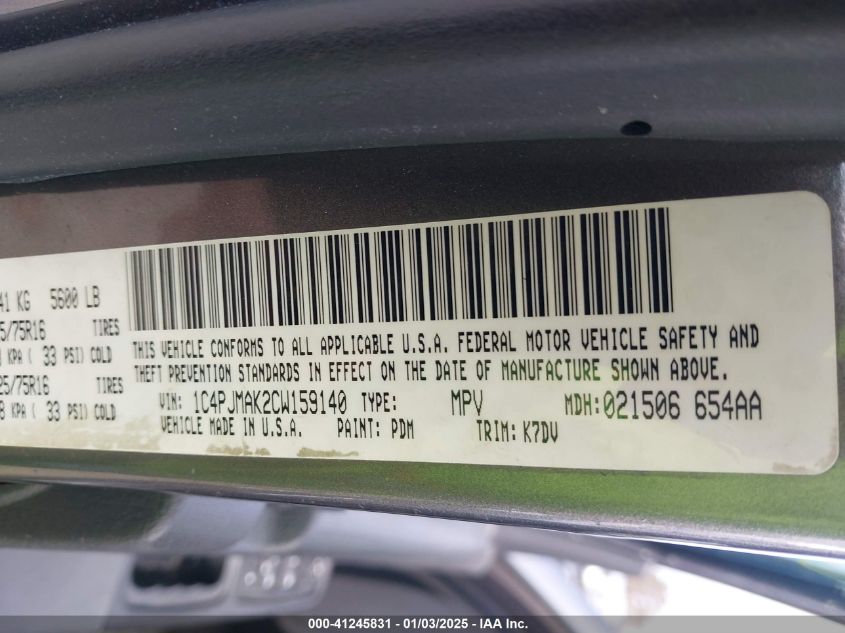 41 KG 5600 LB
5/75R16 TIRES
KPA ( 33 PSI) COLD
25/75R16 TIRES
8 KPA ( 33 PSI) COLD
THIS VEHICLE CONFORMS TO ALL APPLICABLE U.S.A. FEDERAL MOTOR VEHICLE SAFETY AND
THEFT PREVENTION STANDARDS IN EFFECT ON THE DATE OF MANUFACTURE SHOWN ABOVE.
VIN: 1C4PJMAK2CW159140 TYPE: MPV MDH: 021506 654AA
VEHICLE MADE IN U.S.A. PAINT: PDM TRIM: K7DV
000-41245831 - 01/03/2025 - IAA Inc.